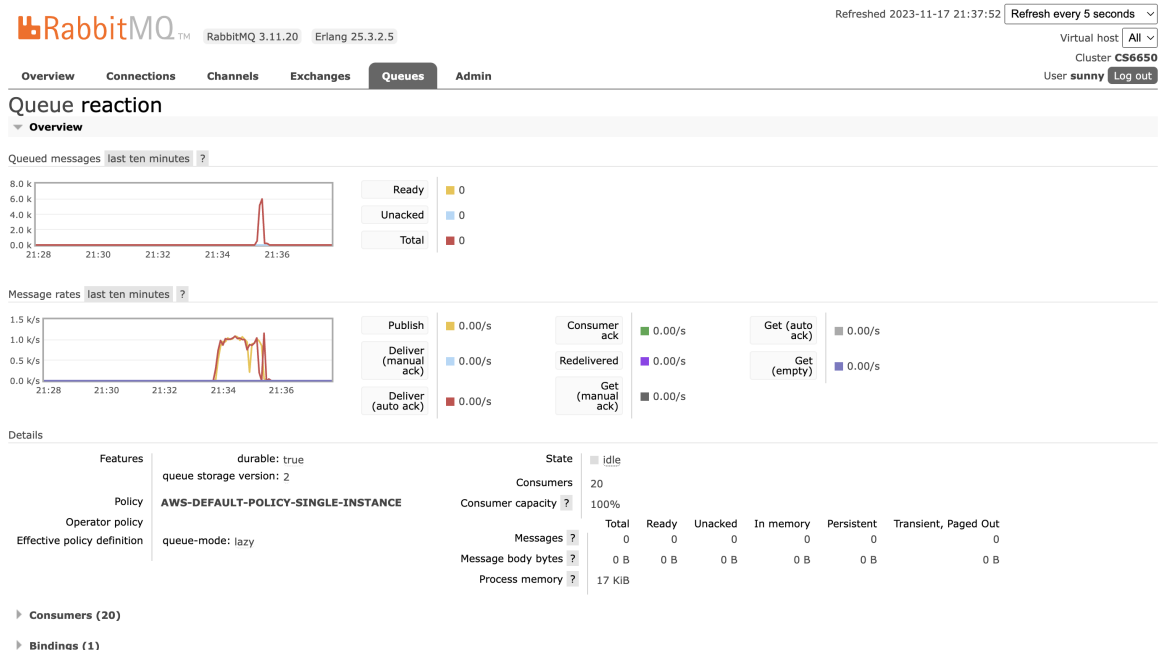 Refreshed 2023-11-17 21:37:52 Refresh every 5 seconds
RabbitMQ TM RabbitMQ 3.11.20 Erlang 25.3.2.5
Virtual host All
Cluster CS6650
User sunny Log out
Overview Connections Channels Exchanges Queues Admin
Queue reaction
Overview
Queued messages last ten minutes ?
8.0 k
6.0 k
4.0 k
2.0 k
0.0 k
21:28 21:30 21:32 21:34 21:36
Ready 0
Unacked 0
Total 0
Message rates last ten minutes ?
1.5 k/s
1.0 k/s
0.5 k/s
0.0 k/s
21:28 21:30 21:32 21:34 21:36
Publish 0.00/s
Deliver
(manual
ack) 0.00/s
Deliver
(auto ack) 0.00/s
Consumer
ack 0.00/s
Redelivered 0.00/s
Get
(manual
ack) 0.00/s
Get (auto
ack) 0.00/s
Get
(empty) 0.00/s
Details
Features durable: true
queue storage version: 2
Policy AWS-DEFAULT-POLICY-SINGLE-INSTANCE
Operator policy
Effective policy definition queue-mode: lazy
State idle
Consumers 20
Consumer capacity ? 100%
Total Ready Unacked In memory Persistent Transient, Paged Out
Messages ? 0 0 0 0 0 0
Message body bytes ? 0 B 0 B 0 B 0 B 0 B 0 B
Process memory ? 17 KiB
Consumers (20)
Bindings (1)